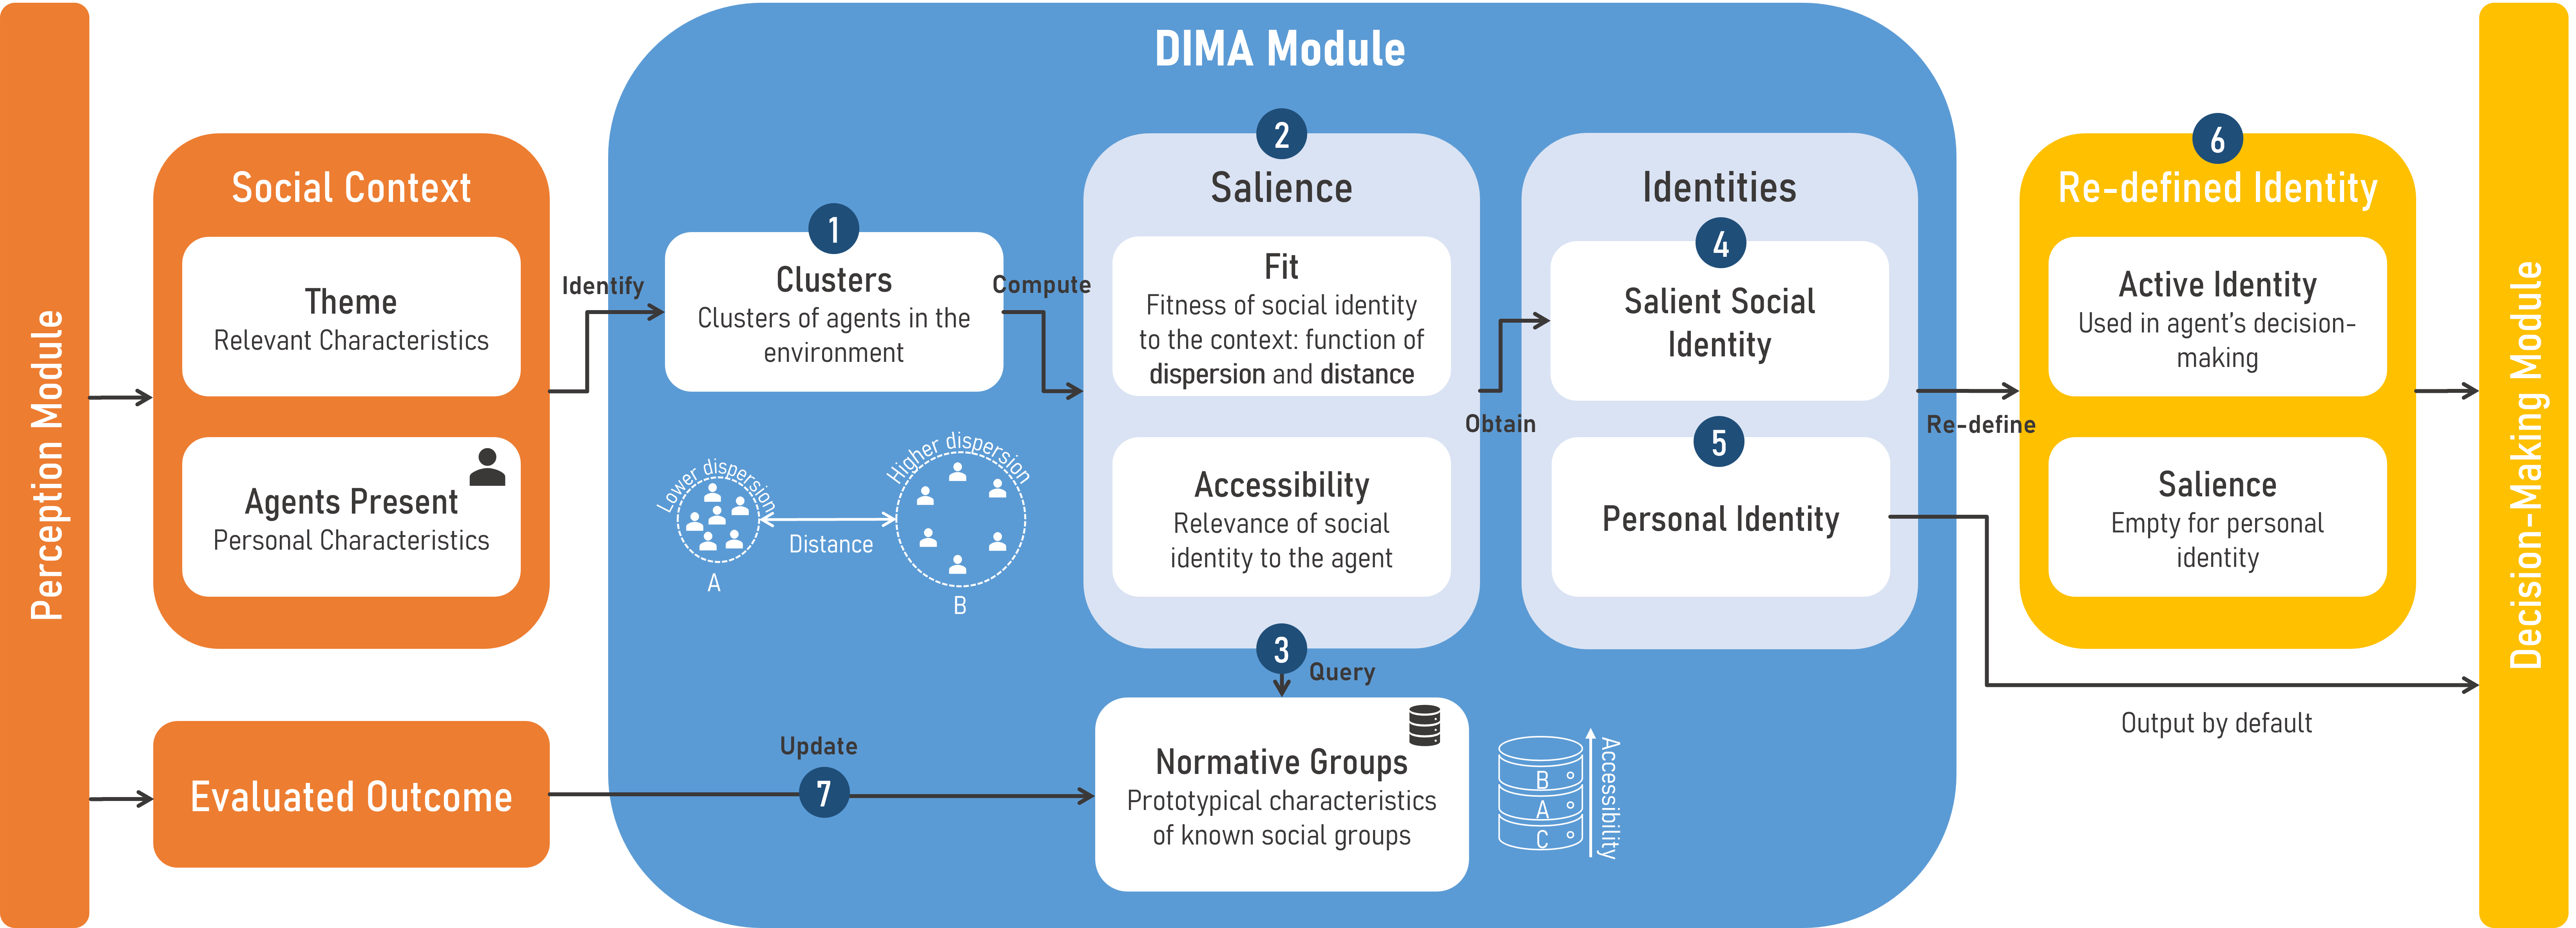 DIMA Module
Perception Module
Social Context
Theme
Relevant Characteristics
Agents Present
Personal Characteristics
Evaluated Outcome
Identify
1
Clusters
Clusters of agents in the
environment
Lower dispersion
A
Distance
Higher dispersion
B
Compute
2
Salience
Fit
Fitness of social identity
to the context: function of
dispersion and distance
Accessibility
Relevance of social
identity to the agent
3
Query
Update
7
Normative Groups
Prototypical characteristics
of known social groups
B
A
C
Accessibility
Obtain
Identities
4
Salient Social
Identity
5
Personal Identity
Re-define
6
Re-defined Identity
Active Identity
Used in agent's decision-
making
Salience
Empty for personal
identity
Output by default
Decision-Making Module